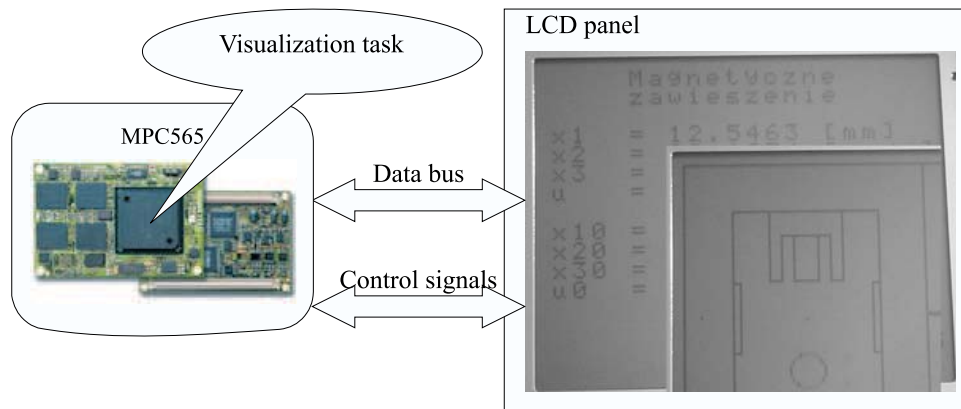 Visualization task
MPC565
Data bus
Control signals
LCD panel
Magnetyczne
zawieszenie
x1 = 12.5463 [mm]
x2 =
x3 =
u =
x10 =
x20 =
x30 =
u0 =